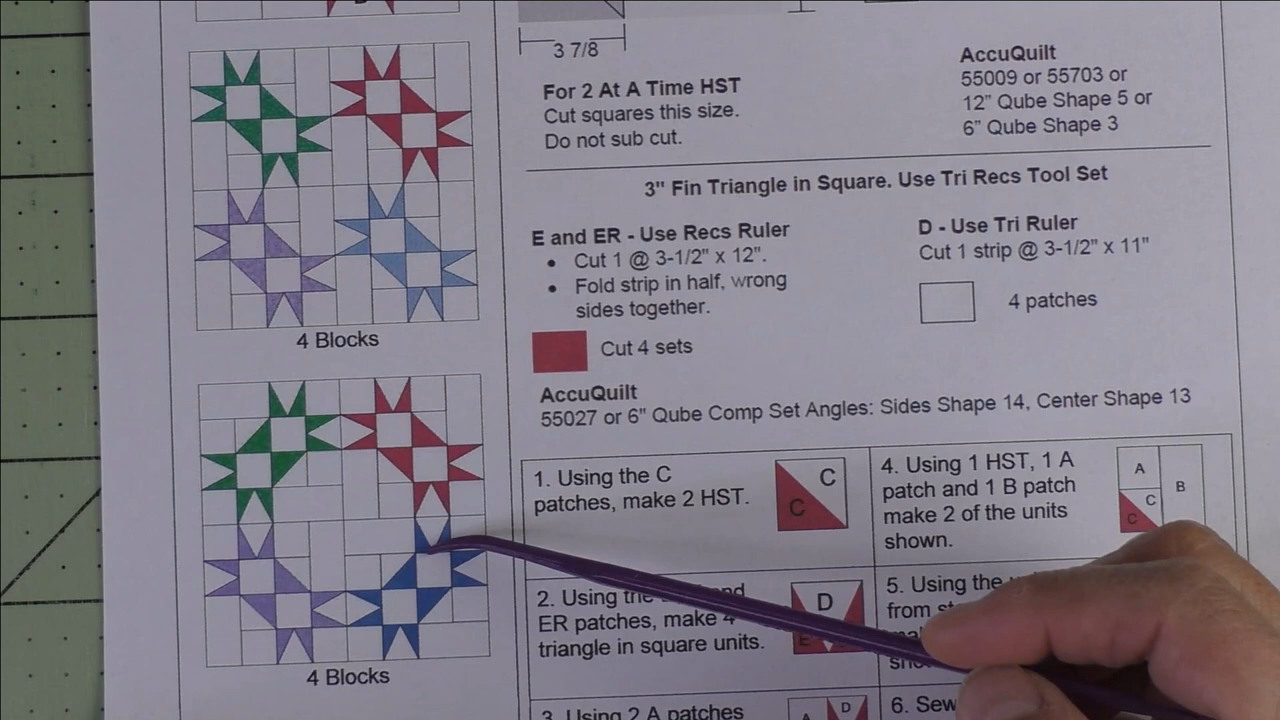 3 7/8
For 2 At A Time HST
Cut squares this size.
Do not sub cut.
AccuQuilt
55009 or 55703 or
12" Qube Shape 5 or
6" Qube Shape 3
3" Fin Triangle in Square. Use Tri Recs Tool Set
E and ER - Use Recs Ruler
• Cut 1 @ 3-1/2" x 12".
• Fold strip in half, wrong
sides together.
Cut 4 sets
D - Use Tri Ruler
Cut 1 strip @ 3-1/2" x 11"
4 patches
AccuQuilt
55027 or 6" Qube Comp Set Angles: Sides Shape 14, Center Shape 13
4 Blocks
4 Blocks
1. Using the C
patches, make 2 HST.
C
C
4. Using 1 HST, 1 A
patch and 1 B patch
make 2 of the units
shown.
A
B
C
C
2. Using the and
ER patches, make 4
triangle in square units.
D
E
5. Using the
from
3. Using 2 A patches
A
D
6. Sew